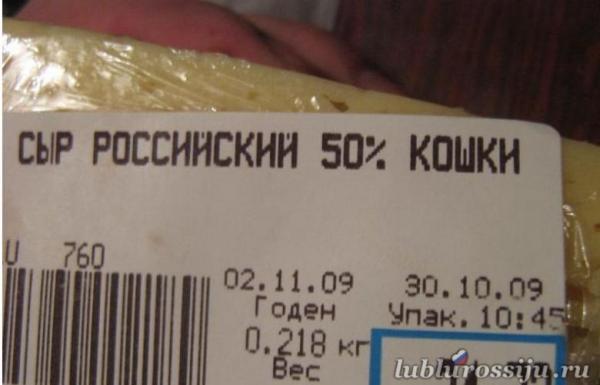 СЫР РОССИЙСКИЙ 50% КОШКИ
U 760
02.11.09 30.10.09
Годен Упак. 10:45
0.218 кг
Вес
lublurossiju.ru